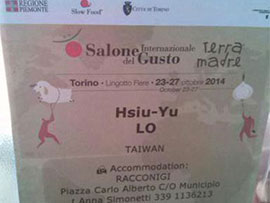 REGIONE
PIEMONTE
Slow Food®
CITTÀ DI TORINO
Salone Internazionale
del Gusto
terra
madre
Torino - Lingotto Fiere | 23-27 ottobre 2014
October 23-27
Hsiu-Yu
LO
TAIWAN
Accommodation:
RACCONIGI
Piazza Carlo Alberto C/O Municipio
Anna Simonetti 339 1136213